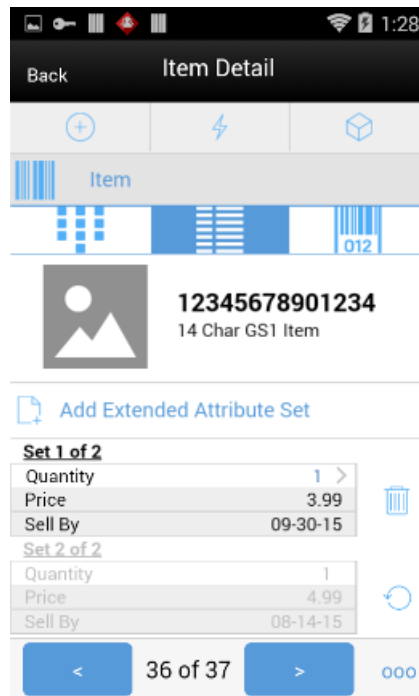 1:28
Back Item Detail
Item
012
12345678901234
14 Char GS1 Item
Add Extended Attribute Set
Set 1 of 2
Quantity 1 >
Price 3.99
Sell By 09-30-15
Set 2 of 2
Quantity 1
Price 4.99
Sell By 08-14-15
< 36 of 37 > ooo